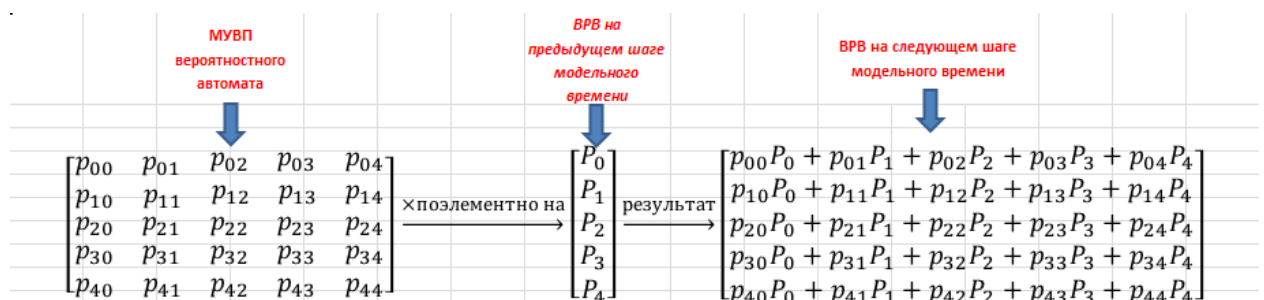 МУВП
вероятностного
автомата
ВРВ на
предыдущем шаге
модельного
времени
ВРВ на следующем шаге
модельного времени
p₀₀ p₀₁ p₀₂ p₀₃ p₀₄
p₁₀ p₁₁ p₁₂ p₁₃ p₁₄
p₂₀ p₂₁ p₂₂ p₂₃ p₂₄
p₃₀ p₃₁ p₃₂ p₃₃ p₃₄
p₄₀ p₄₁ p₄₂ p₄₃ p₄₄
×поэлементно на
P₀
P₁
P₂
P₃
P₄
результат
p₀₀P₀ + p₀₁P₁ + p₀₂P₂ + p₀₃P₃ + p₀₄P₄
p₁₀P₀ + p₁₁P₁ + p₁₂P₂ + p₁₃P₃ + p₁₄P₄
p₂₀P₀ + p₂₁P₁ + p₂₂P₂ + p₂₃P₃ + p₂₄P₄
p₃₀P₀ + p₃₁P₁ + p₃₂P₂ + p₃₃P₃ + p₃₄P₄
p₄₀P₀ + p₄₁P₁ + p₄₂P₂ + p₄₃P₃ + p₄₄P₄